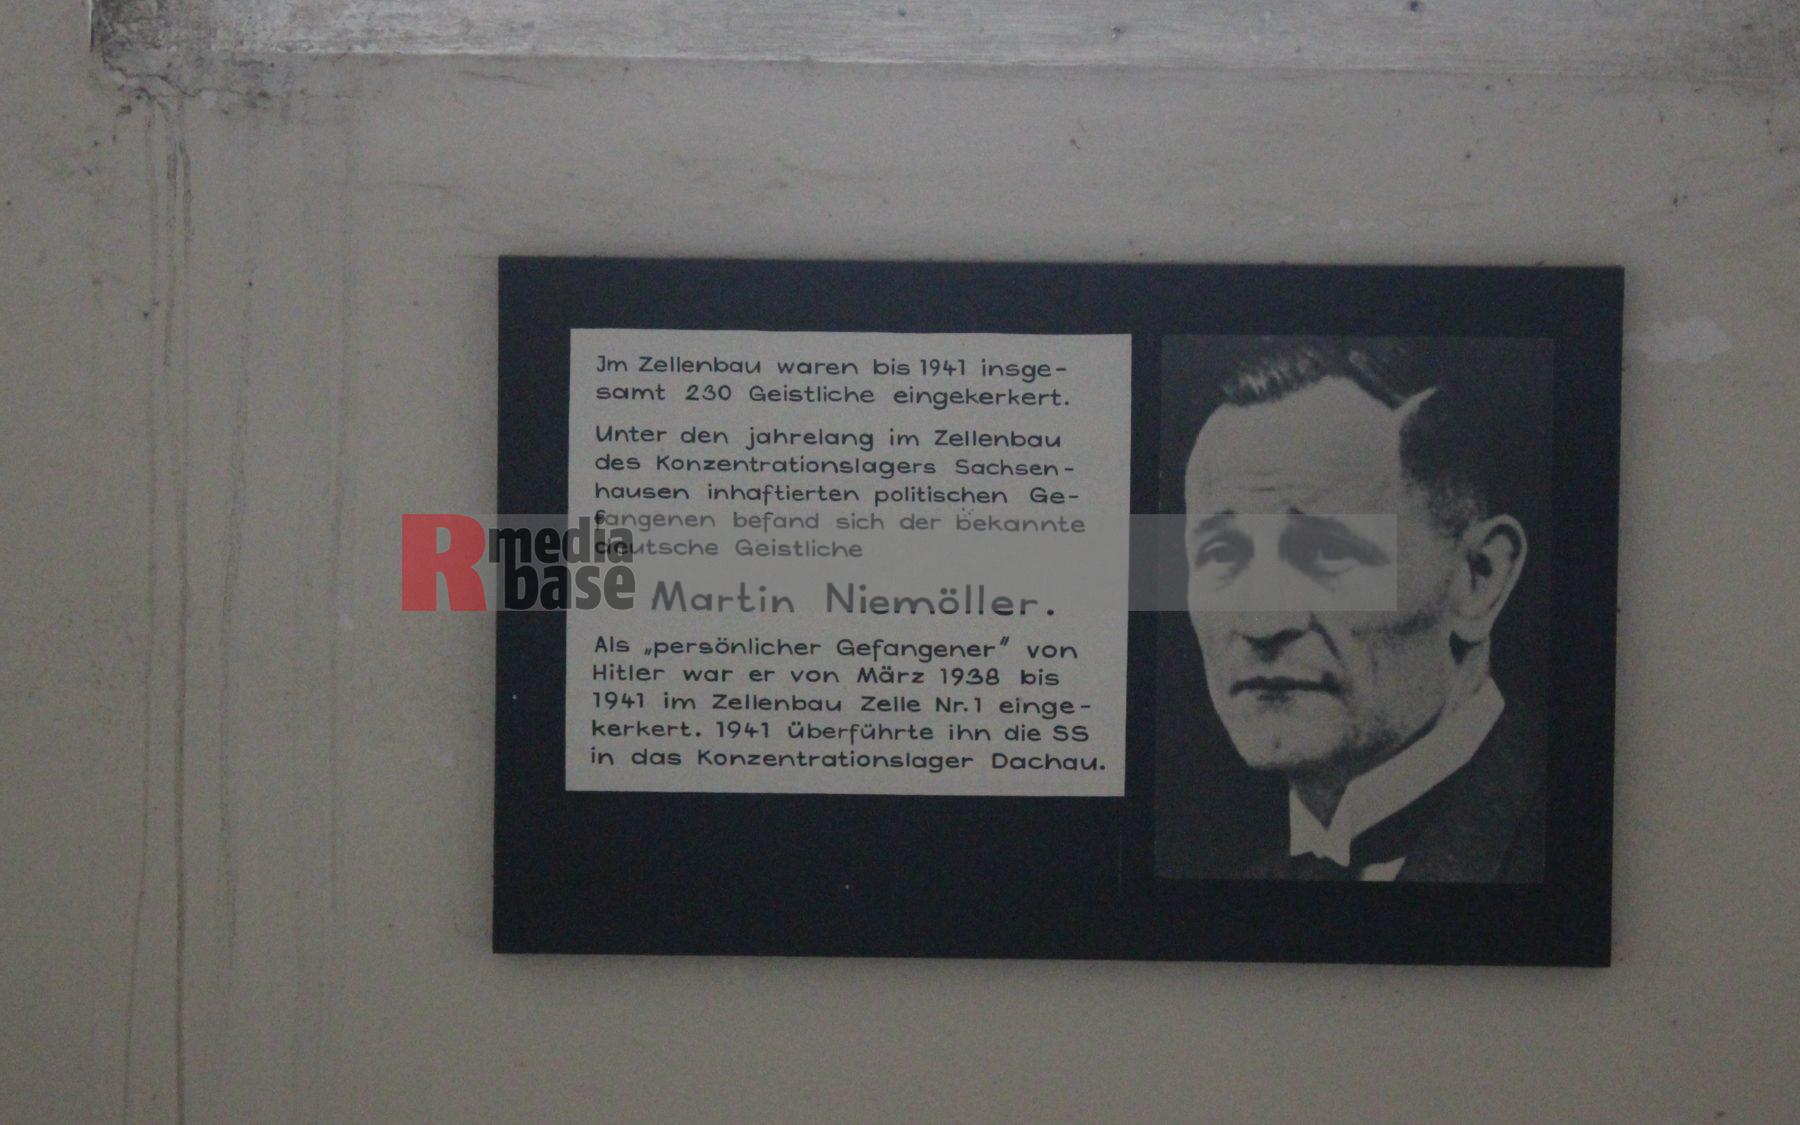 Jm Zellenbau waren bis 1941 insge-
samt 230 Geistliche eingekerkert.
Unter den jahrelang im Zellenbau
des Konzentrationslagers Sachsen-
hausen inhaftierten politischen Ge-
fangenen befand sich der bekannte
deutsche Geistliche
Martin Niemöller.
Als „persönlicher Gefangener" von
Hitler war er von März 1938 bis
1941 im Zellenbau Zelle Nr.1 einge-
kerkert. 1941 überführte ihn die SS
in das Konzentrationslager Dachau.
R media
base